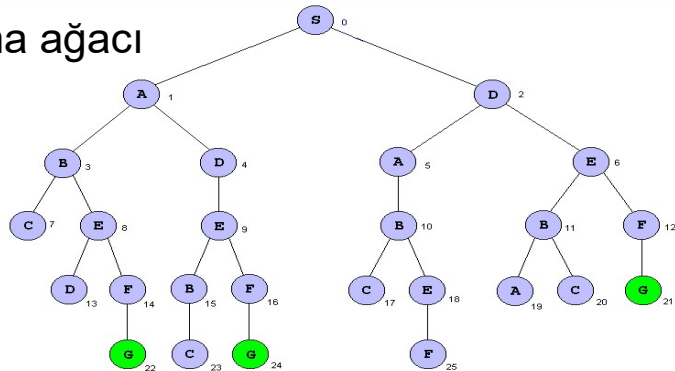 na ağacı
S 0
A 1 D 2
B 3 D 4 A 5 E 6
C 7 E 8 E 9 B 10 B 11 F 12
D 13 F 14 B 15 F 16 C 17 E 18 A 19 C 20 G 21
G 22 C 23 G 24 F 25